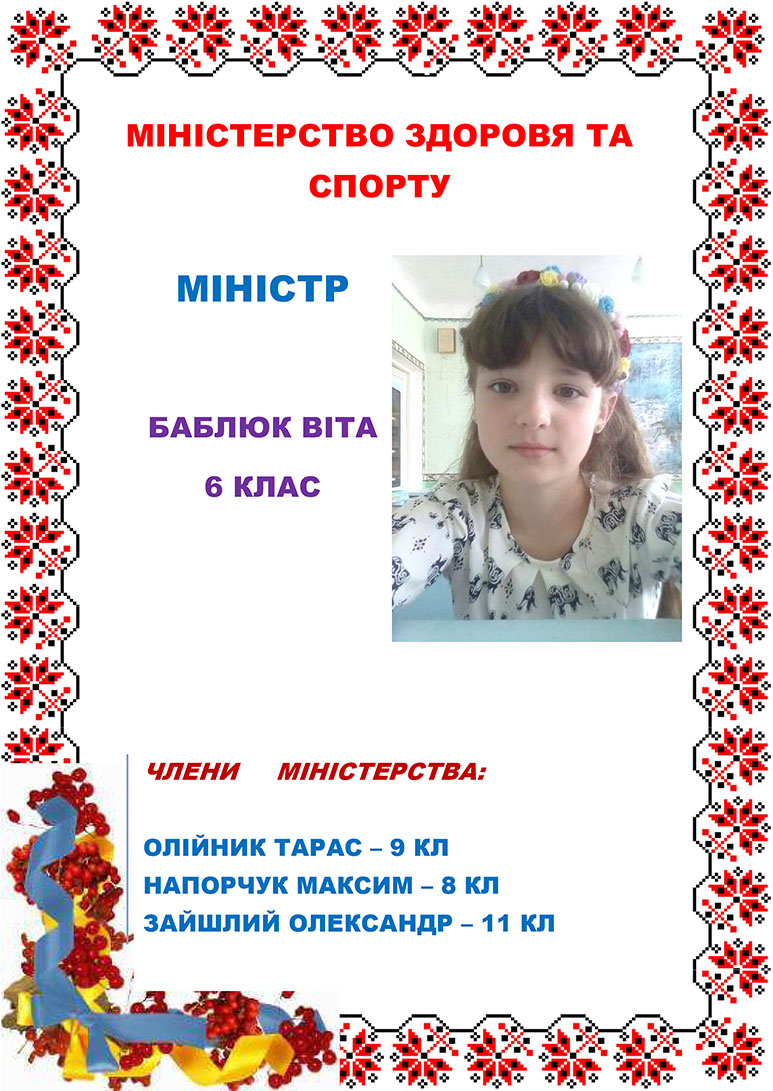 МІНІСТЕРСТВО ЗДОРОВЯ ТА
СПОРТУ
МІНІСТР
БАБЛЮК ВІТА
6 КЛАС
ЧЛЕНИ МІНІСТЕРСТВА:
ОЛІЙНИК ТАРАС – 9 КЛ
НАПОРЧУК МАКСИМ – 8 КЛ
ЗАЙШЛИЙ ОЛЕКСАНДР – 11 КЛ